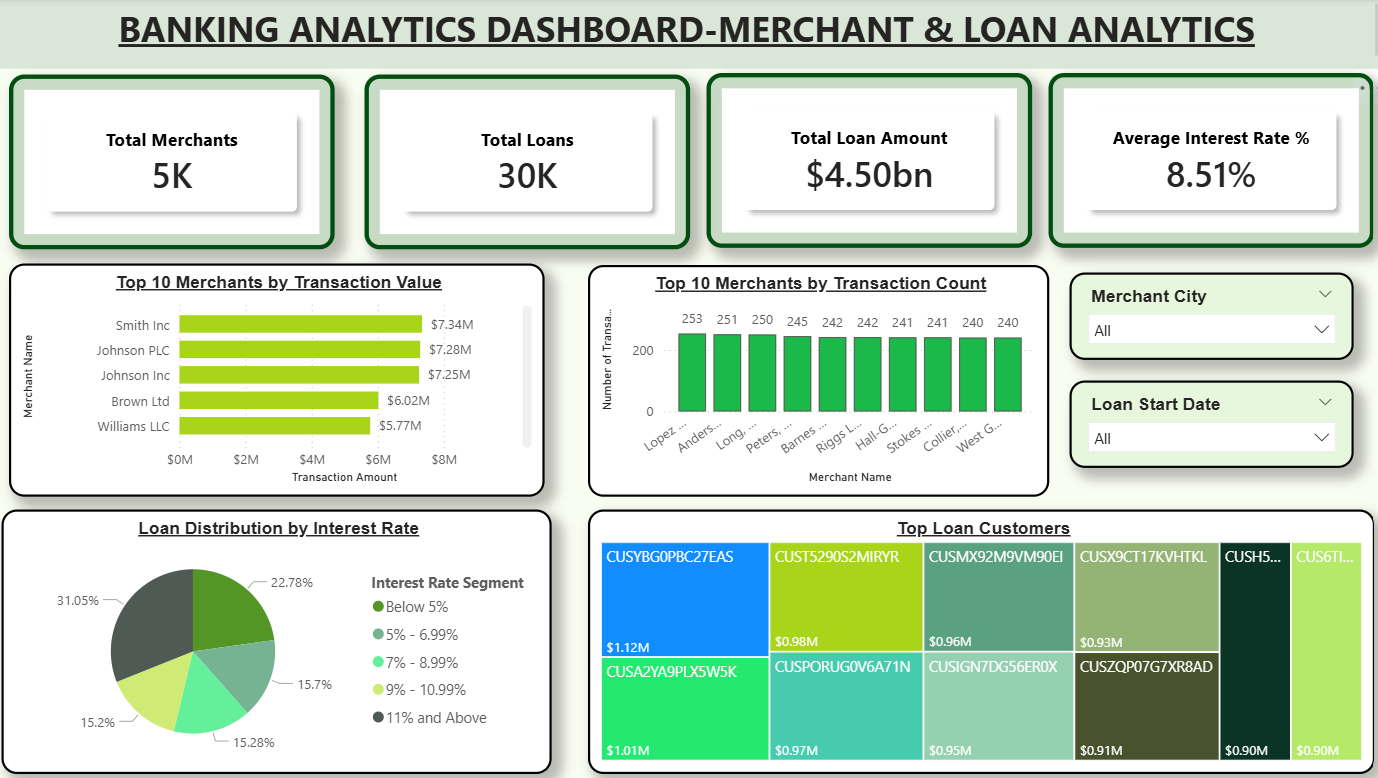 BANKING ANALYTICS DASHBOARD-MERCHANT & LOAN ANALYTICS
Total Merchants
5K
Total Loans
30K
Total Loan Amount
$4.50bn
Average Interest Rate %
8.51%
Top 10 Merchants by Transaction Value
Merchant Name
Smith Inc
$7.34M
Johnson PLC
$7.28M
Johnson Inc
$7.25M
Brown Ltd
$6.02M
Williams LLC
$5.77M
$0M $2M $4M $6M $8M
Transaction Amount
Top 10 Merchants by Transaction Count
Number of Transa...
253 251 250 245 242 242 241 241 240 240
200
0
Lopez ... Anders... Long, ... Peters, ... Barnes ... Riggs L... Hall-G... Stokes ... Collier,... West G...
Merchant Name
Merchant City
All
Loan Start Date
All
Loan Distribution by Interest Rate
22.78%
15.7%
15.28%
15.2%
31.05%
Interest Rate Segment
Below 5%
5% - 6.99%
7% - 8.99%
9% - 10.99%
11% and Above
Top Loan Customers
CUSYBG0PBC27EAS
$1.12M
CUSA2YA9PLX5W5K
$1.01M
CUST5290S2MIRYR
$0.98M
CUSPORUG0V6A71N
$0.97M
CUSMX92M9VM90EI
$0.96M
CUSIGN7DG56ER0X
$0.95M
CUSX9CT17KVHTKL
$0.93M
CUSZQP07G7XR8AD
$0.91M
CUSH5...
$0.90M
CUS6TI...
$0.90M